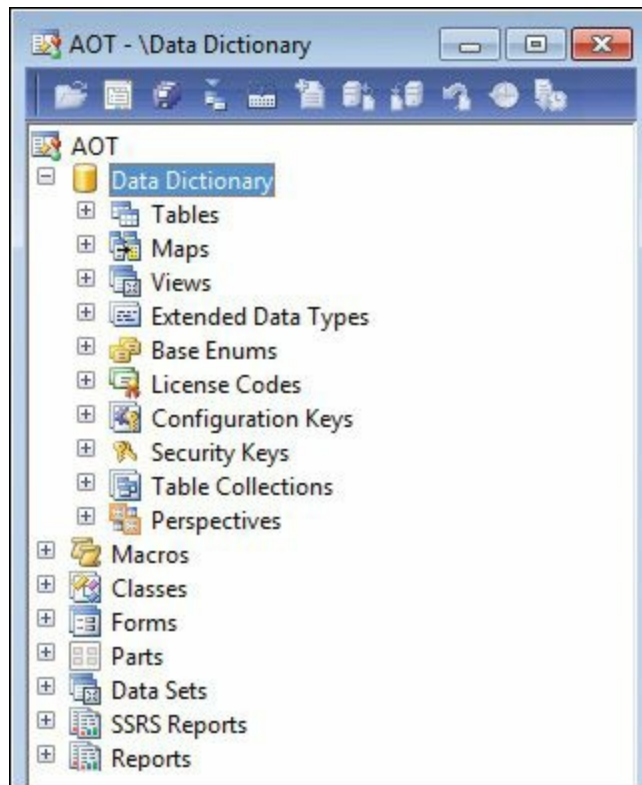 AOT - \Data Dictionary
AOT
Data Dictionary
Tables
Maps
Views
Extended Data Types
Base Enums
License Codes
Configuration Keys
Security Keys
Table Collections
Perspectives
Macros
Classes
Forms
Parts
Data Sets
SSRS Reports
Reports